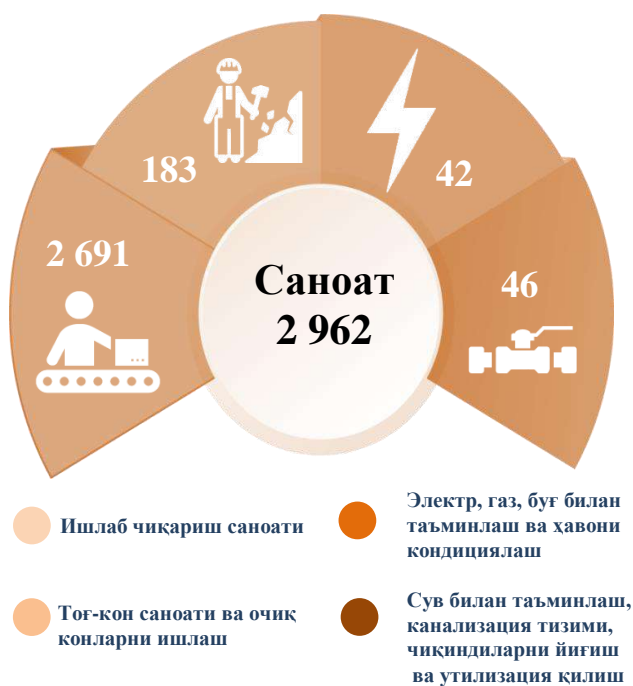 183
42
2 691
46
Саноат
2 962
Ишлаб чиқариш саноати
Электр, газ, буғ билан
таъминлаш ва ҳавони
кондициялаш
Тоғ-кон саноати ва очиқ
конларни ишлаш
Сув билан таъминлаш,
канализация тизими,
чиқиндиларни йиғиш
ва утилизация қилиш